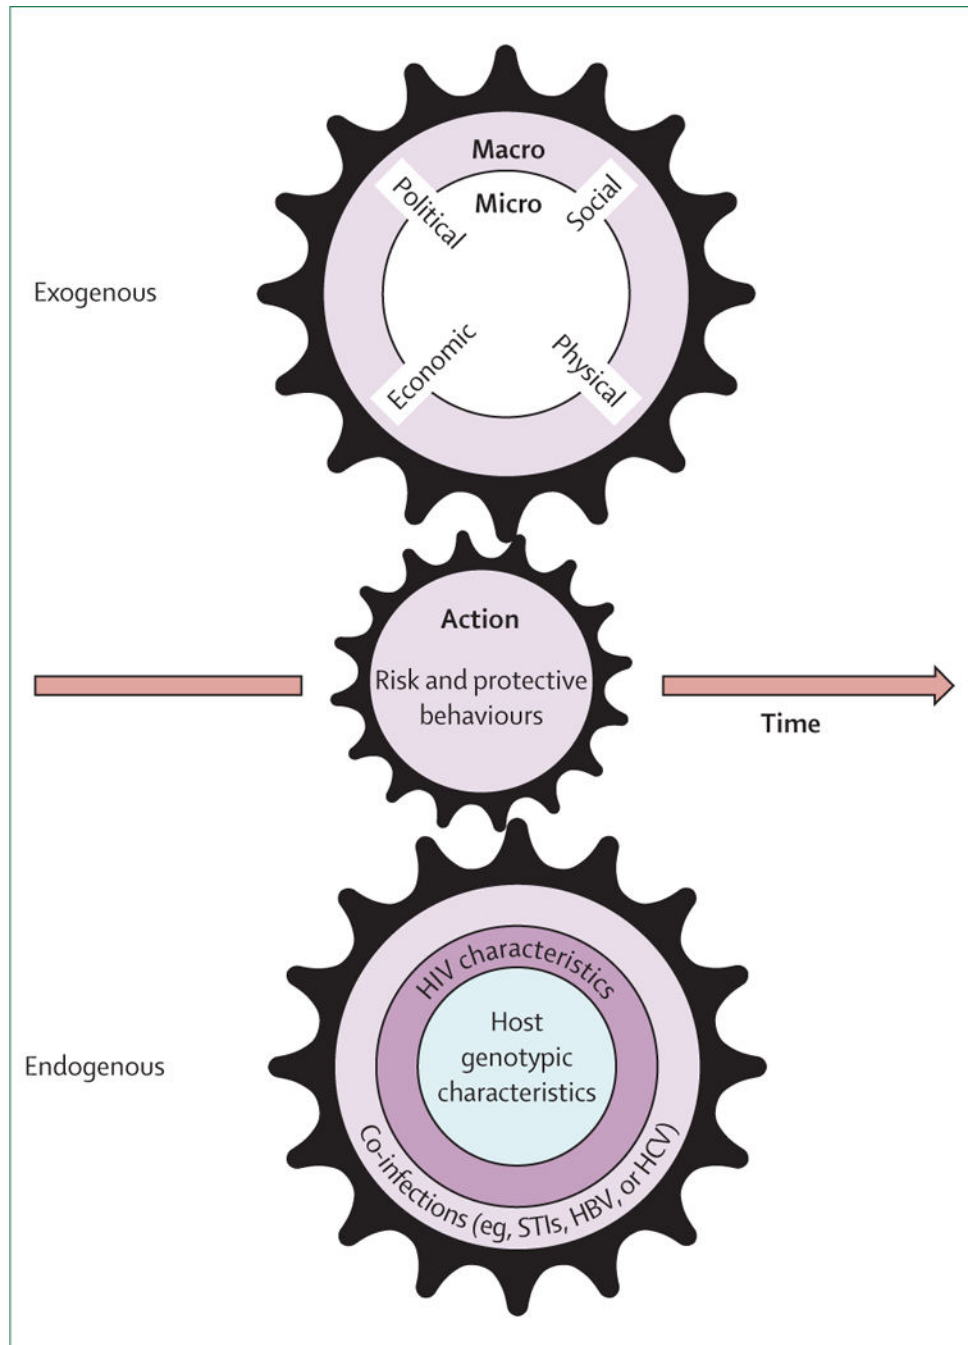 Macro
Political
Social
Micro
Exogenous
Economic
Physical
Action
Risk and protective
behaviours
Time
HIV characteristics
Host
genotypic
characteristics
Endogenous
Co-infections (eg, STIs, HBV, or HCV)